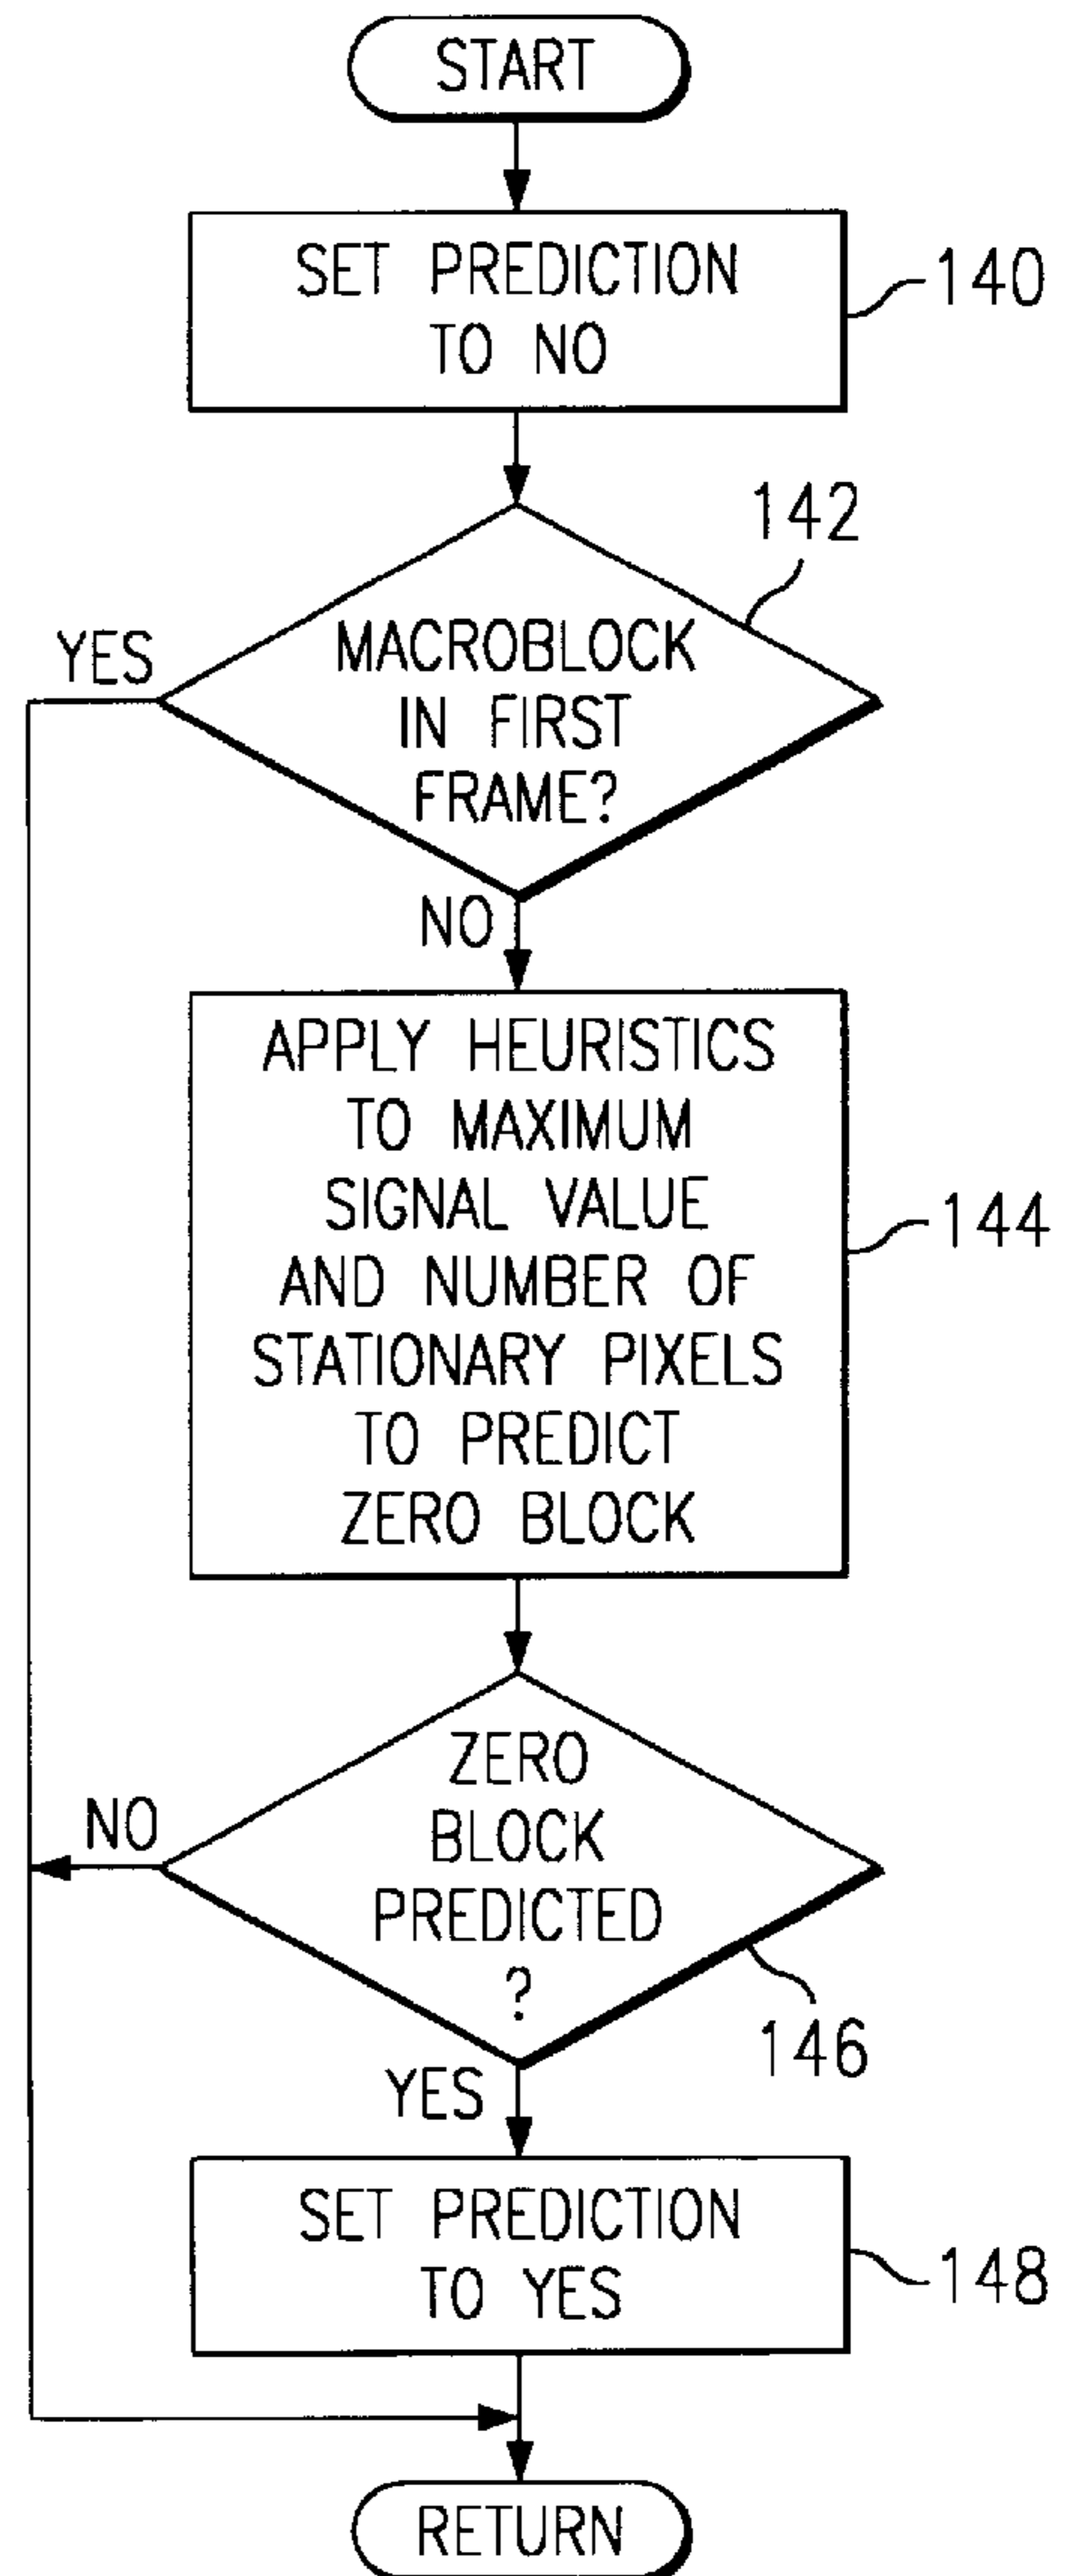 START
SET PREDICTION
TO NO
140
142
YES
MACROBLOCK
IN FIRST
FRAME?
NO
APPLY HEURISTICS
TO MAXIMUM
SIGNAL VALUE
AND NUMBER OF
STATIONARY PIXELS
TO PREDICT
ZERO BLOCK
144
ZERO
BLOCK
PREDICTED
?
NO
146
YES
SET PREDICTION
TO YES
148
RETURN